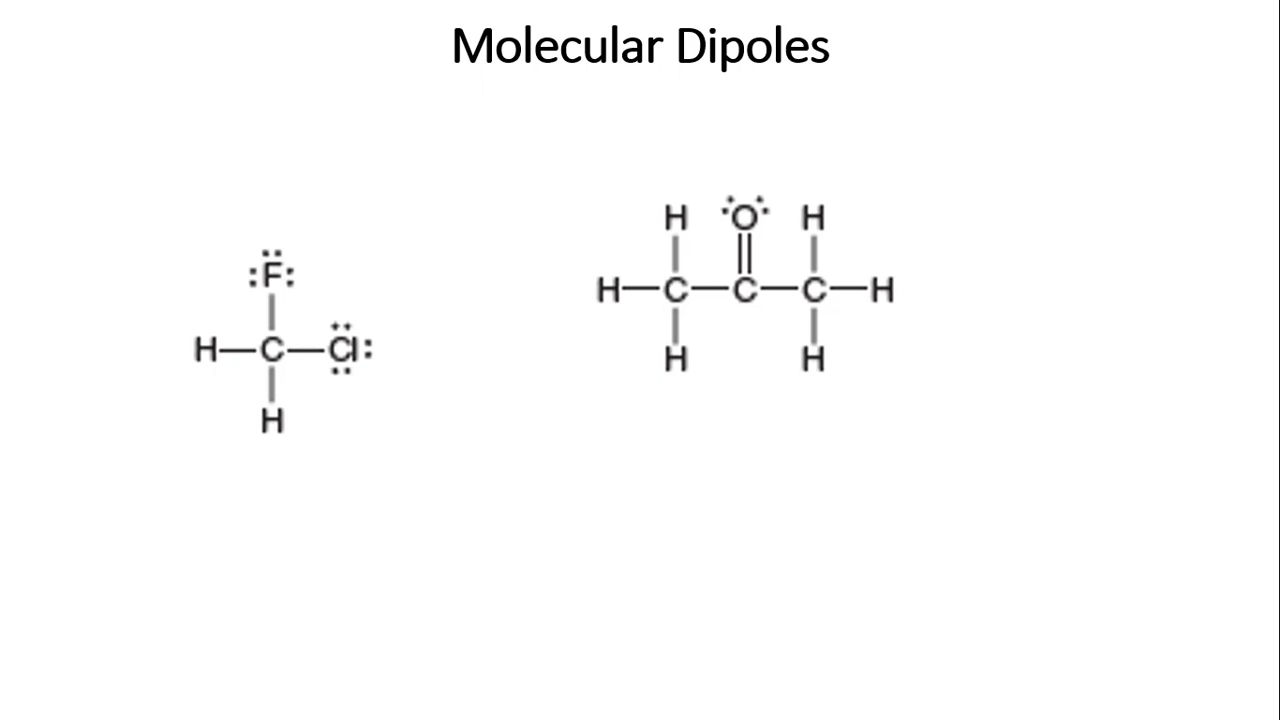 Molecular Dipoles
H O H
F
H C C C H
H C Cl
H H
H